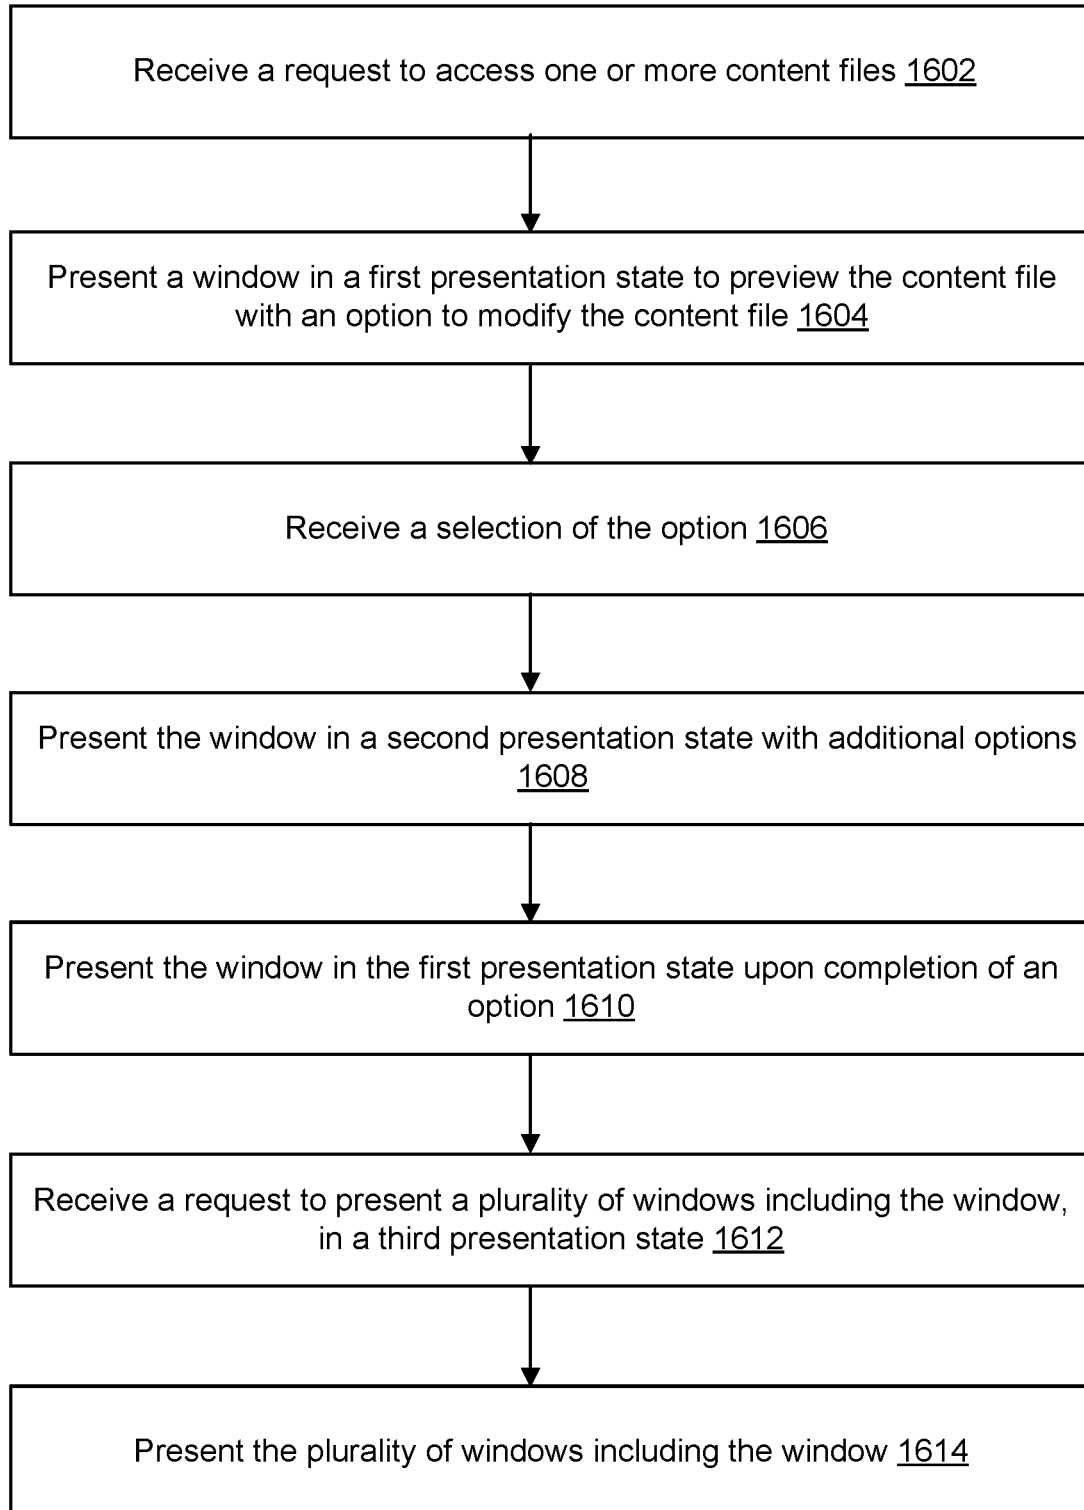 Receive a request to access one or more content files 1602
Present a window in a first presentation state to preview the content file
with an option to modify the content file 1604
Receive a selection of the option 1606
Present the window in a second presentation state with additional options
1608
Present the window in the first presentation state upon completion of an
option 1610
Receive a request to present a plurality of windows including the window,
in a third presentation state 1612
Present the plurality of windows including the window 1614